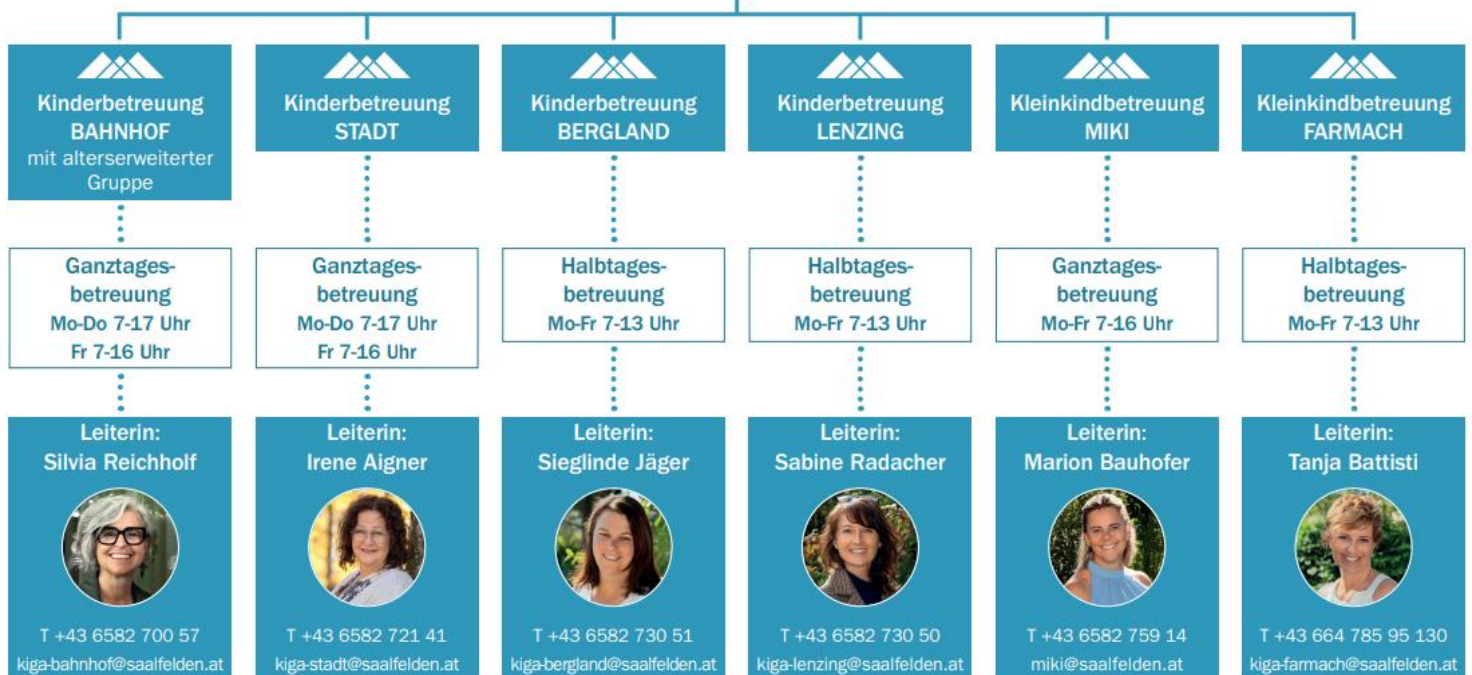 Kinderbetreuung
BAHNHOF
mit alterserweiterter
Gruppe
Ganztages-
betreuung
Mo-Do 7-17 Uhr
Fr 7-16 Uhr
Leiterin:
Silvia Reichholf
T +43 6582 700 57
kiga-bahnhof@saalfelden.at
Kinderbetreuung
STADT
Ganztages-
betreuung
Mo-Do 7-17 Uhr
Fr 7-16 Uhr
Leiterin:
Irene Aigner
T +43 6582 721 41
kiga-stadt@saalfelden.at
Kinderbetreuung
BERGLAND
Halbtages-
betreuung
Mo-Fr 7-13 Uhr
Leiterin:
Sieglinde Jäger
T +43 6582 730 51
kiga-bergland@saalfelden.at
Kinderbetreuung
LENZING
Halbtages-
betreuung
Mo-Fr 7-13 Uhr
Leiterin:
Sabine Radacher
T +43 6582 730 50
kiga-lenzing@saalfelden.at
Kleinkindbetreuung
MIKI
Ganztages-
betreuung
Mo-Fr 7-16 Uhr
Leiterin:
Marion Bauhofer
T +43 6582 759 14
miki@saalfelden.at
Kleinkindbetreuung
FARMACH
Halbtages-
betreuung
Mo-Fr 7-13 Uhr
Leiterin:
Tanja Battisti
T +43 664 785 95 130
kiga-farmach@saalfelden.at